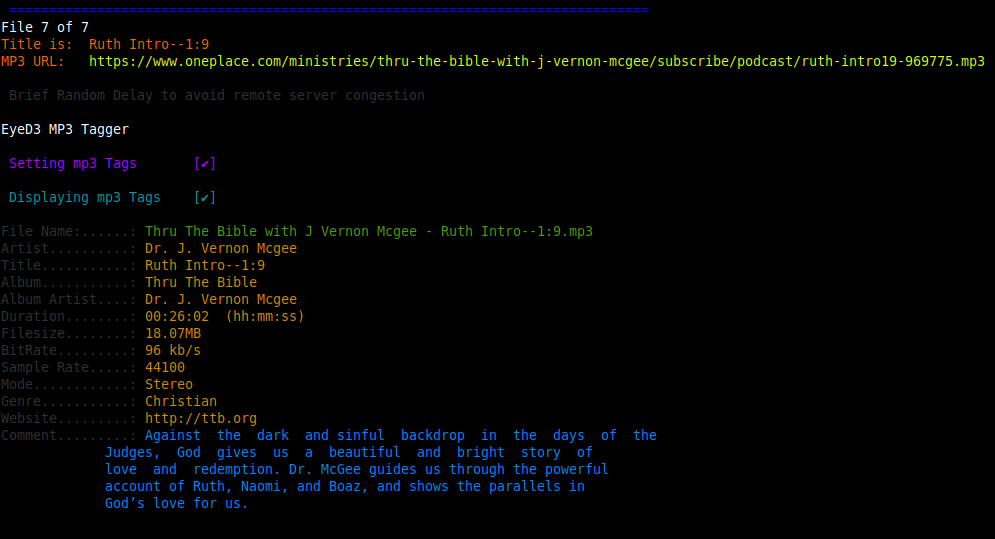 ================================================================================
File 7 of 7
Title is:  Ruth Intro--1:9
MP3 URL:   https://www.oneplace.com/ministries/thru-the-bible-with-j-vernon-mcgee/subscribe/podcast/ruth-intro19-969775.mp3
Brief Random Delay to avoid remote server congestion
EyeD3 MP3 Tagger
Setting mp3 Tags       [✔]
Displaying mp3 Tags    [✔]
File Name:......: Thru The Bible with J Vernon Mcgee - Ruth Intro--1:9.mp3
Artist..........: Dr. J. Vernon Mcgee
Title...........: Ruth Intro--1:9
Album...........: Thru The Bible
Album Artist....: Dr. J. Vernon Mcgee
Duration........: 00:26:02  (hh:mm:ss)
Filesize........: 18.07MB
BitRate.........: 96 kb/s
Sample Rate.....: 44100
Mode............: Stereo
Genre...........: Christian
Website.........: http://ttb.org
Comment.........: Against  the  dark  and sinful  backdrop  in  the  days  of  the
Judges,  God  gives  us  a  beautiful  and  bright  story  of
love  and  redemption. Dr. McGee guides us through the powerful
account of Ruth, Naomi, and Boaz, and shows the parallels in
God’s love for us.